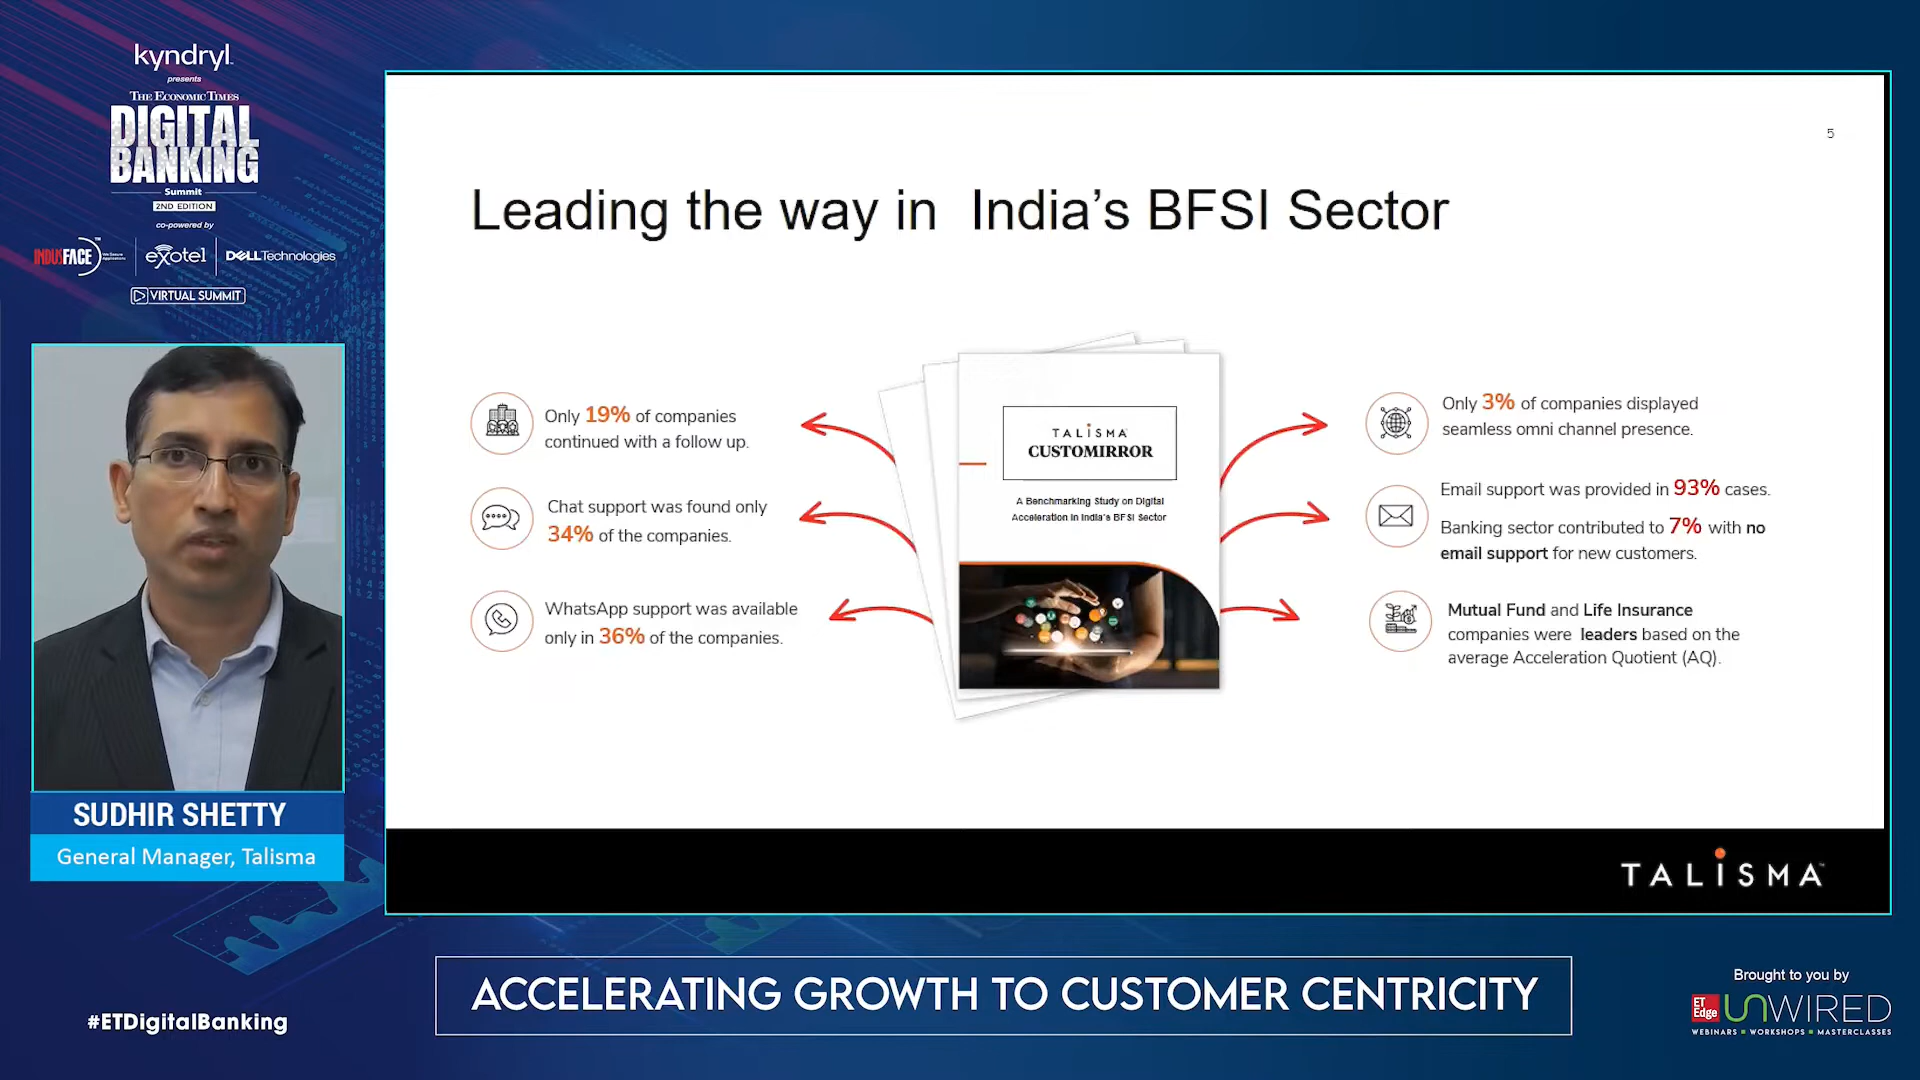 kyndryl
presents
THE ECONOMIC TIMES
DIGITAL
BANKING
Summit
2ND EDITION
co-powered by
INDUSFACE™
exotel
DELL Technologies
VIRTUAL SUMMIT
SUDHIR SHETTY
General Manager, Talisma
#ETDigitalBanking
5
Leading the way in India’s BFSI Sector
Only 19% of companies
continued with a follow up.
Chat support was found only
34% of the companies.
WhatsApp support was available
only in 36% of the companies.
TALISMA
CUSTOMIRROR
A Benchmarking Study on Digital
Acceleration in India's BFSI Sector
Only 3% of companies displayed
seamless omni channel presence.
Email support was provided in 93% cases.
Banking sector contributed to 7% with no
email support for new customers.
Mutual Fund and Life Insurance
companies were leaders based on the
average Acceleration Quotient (AQ).
TALISMA™
ACCELERATING GROWTH TO CUSTOMER CENTRICITY
Brought to you by
ET
Edge
UNWIRED
WEBINARS ▪ WORKSHOPS ▪ MASTERCLASSES